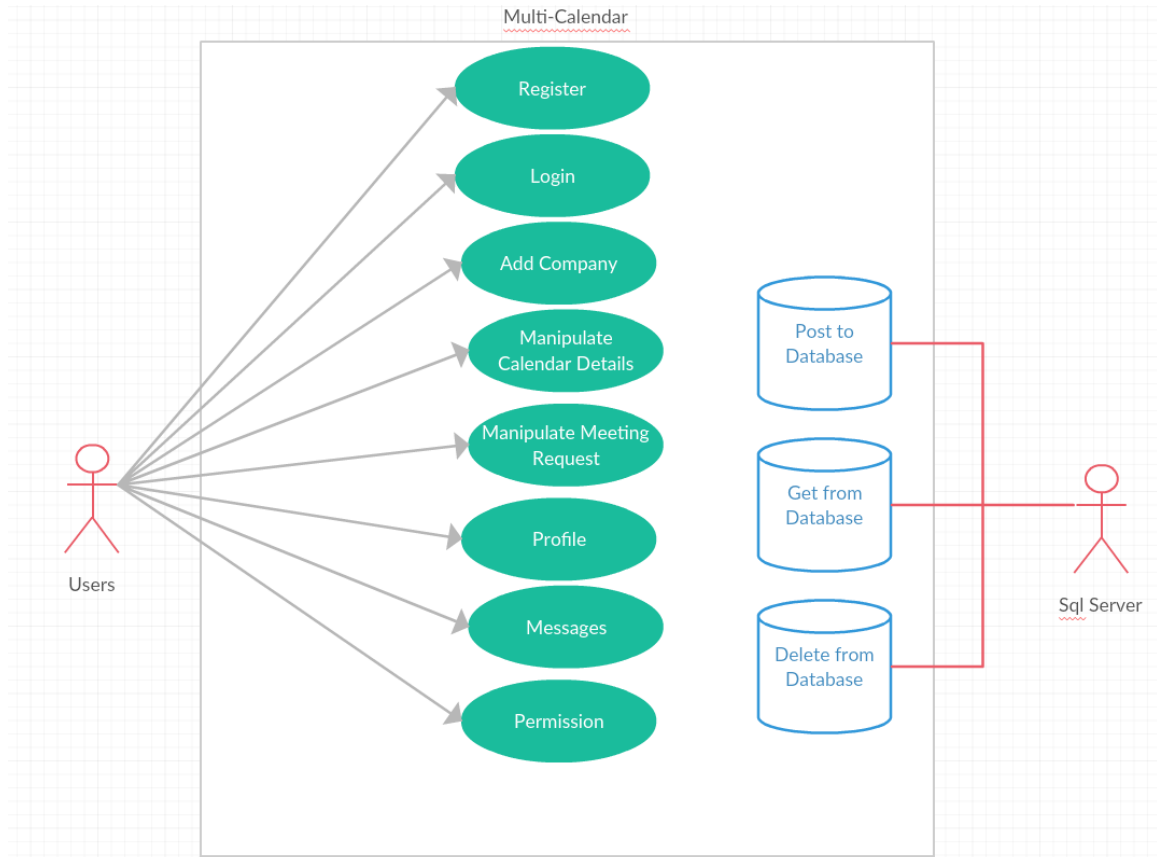 Multi-Calendar
Register
Login
Add Company
Manipulate
Calendar Details
Manipulate Meeting
Request
Profile
Messages
Permission
Users
Post to
Database
Get from
Database
Delete from
Database
Sql Server